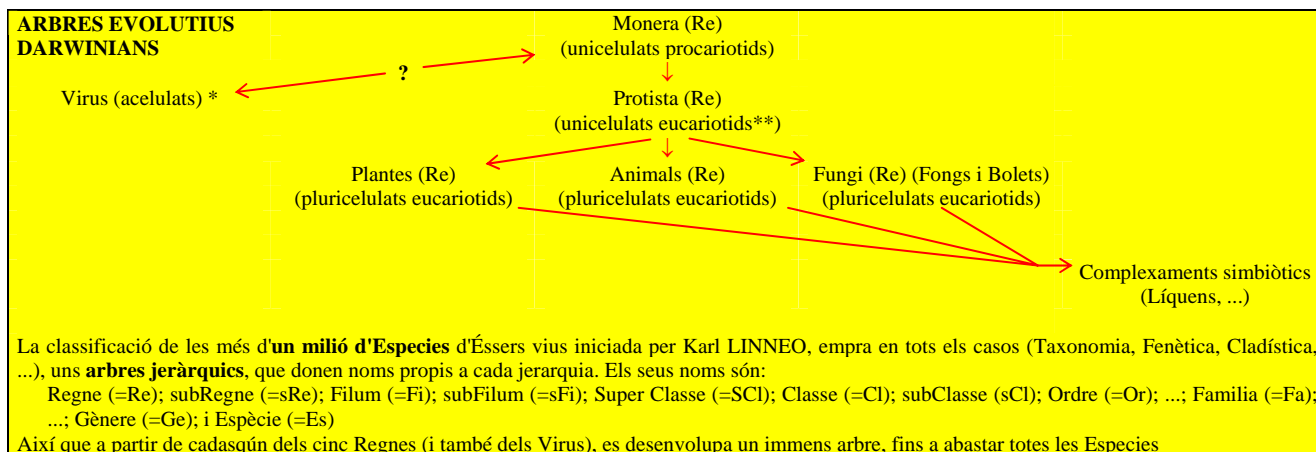 ARBRES EVOLUTIUS
DARWINIANS
Monera (Re)
(unicelulats procariotids)
?
↓
Virus (acelulats) *
Protista (Re)
(unicelulats eucariotids**)
↓
Plantes (Re)
Animals (Re)
Fungi (Re) (Fongs i Bolets)
(pluricelulats eucariotids)
(pluricelulats eucariotids)
(pluricelulats eucariotids)
Complexaments simbiòtics
(Líquens, ...)
La classificació de les més d'un milió d'Especies d'Éssers vius iniciada per Karl LINNEO, empra en tots els casos (Taxonomia, Fenètica, Cladística,
...), uns arbres jeràrquics, que donen noms propis a cada jerarquia. Els seus noms són:
Regne (=Re); subRegne (=sRe); Filum (=Fi); subFilum (=sFi); Super Classe (=SCl); Classe (=Cl); subClasse (sCl); Ordre (=Or); ...; Familia (=Fa);
...; Gènere (=Ge); i Espècie (=Es)
Així que a partir de cadasqún dels cinc Regnes (i també dels Virus), es desenvolupa un immens arbre, fins a abastar totes les Especies